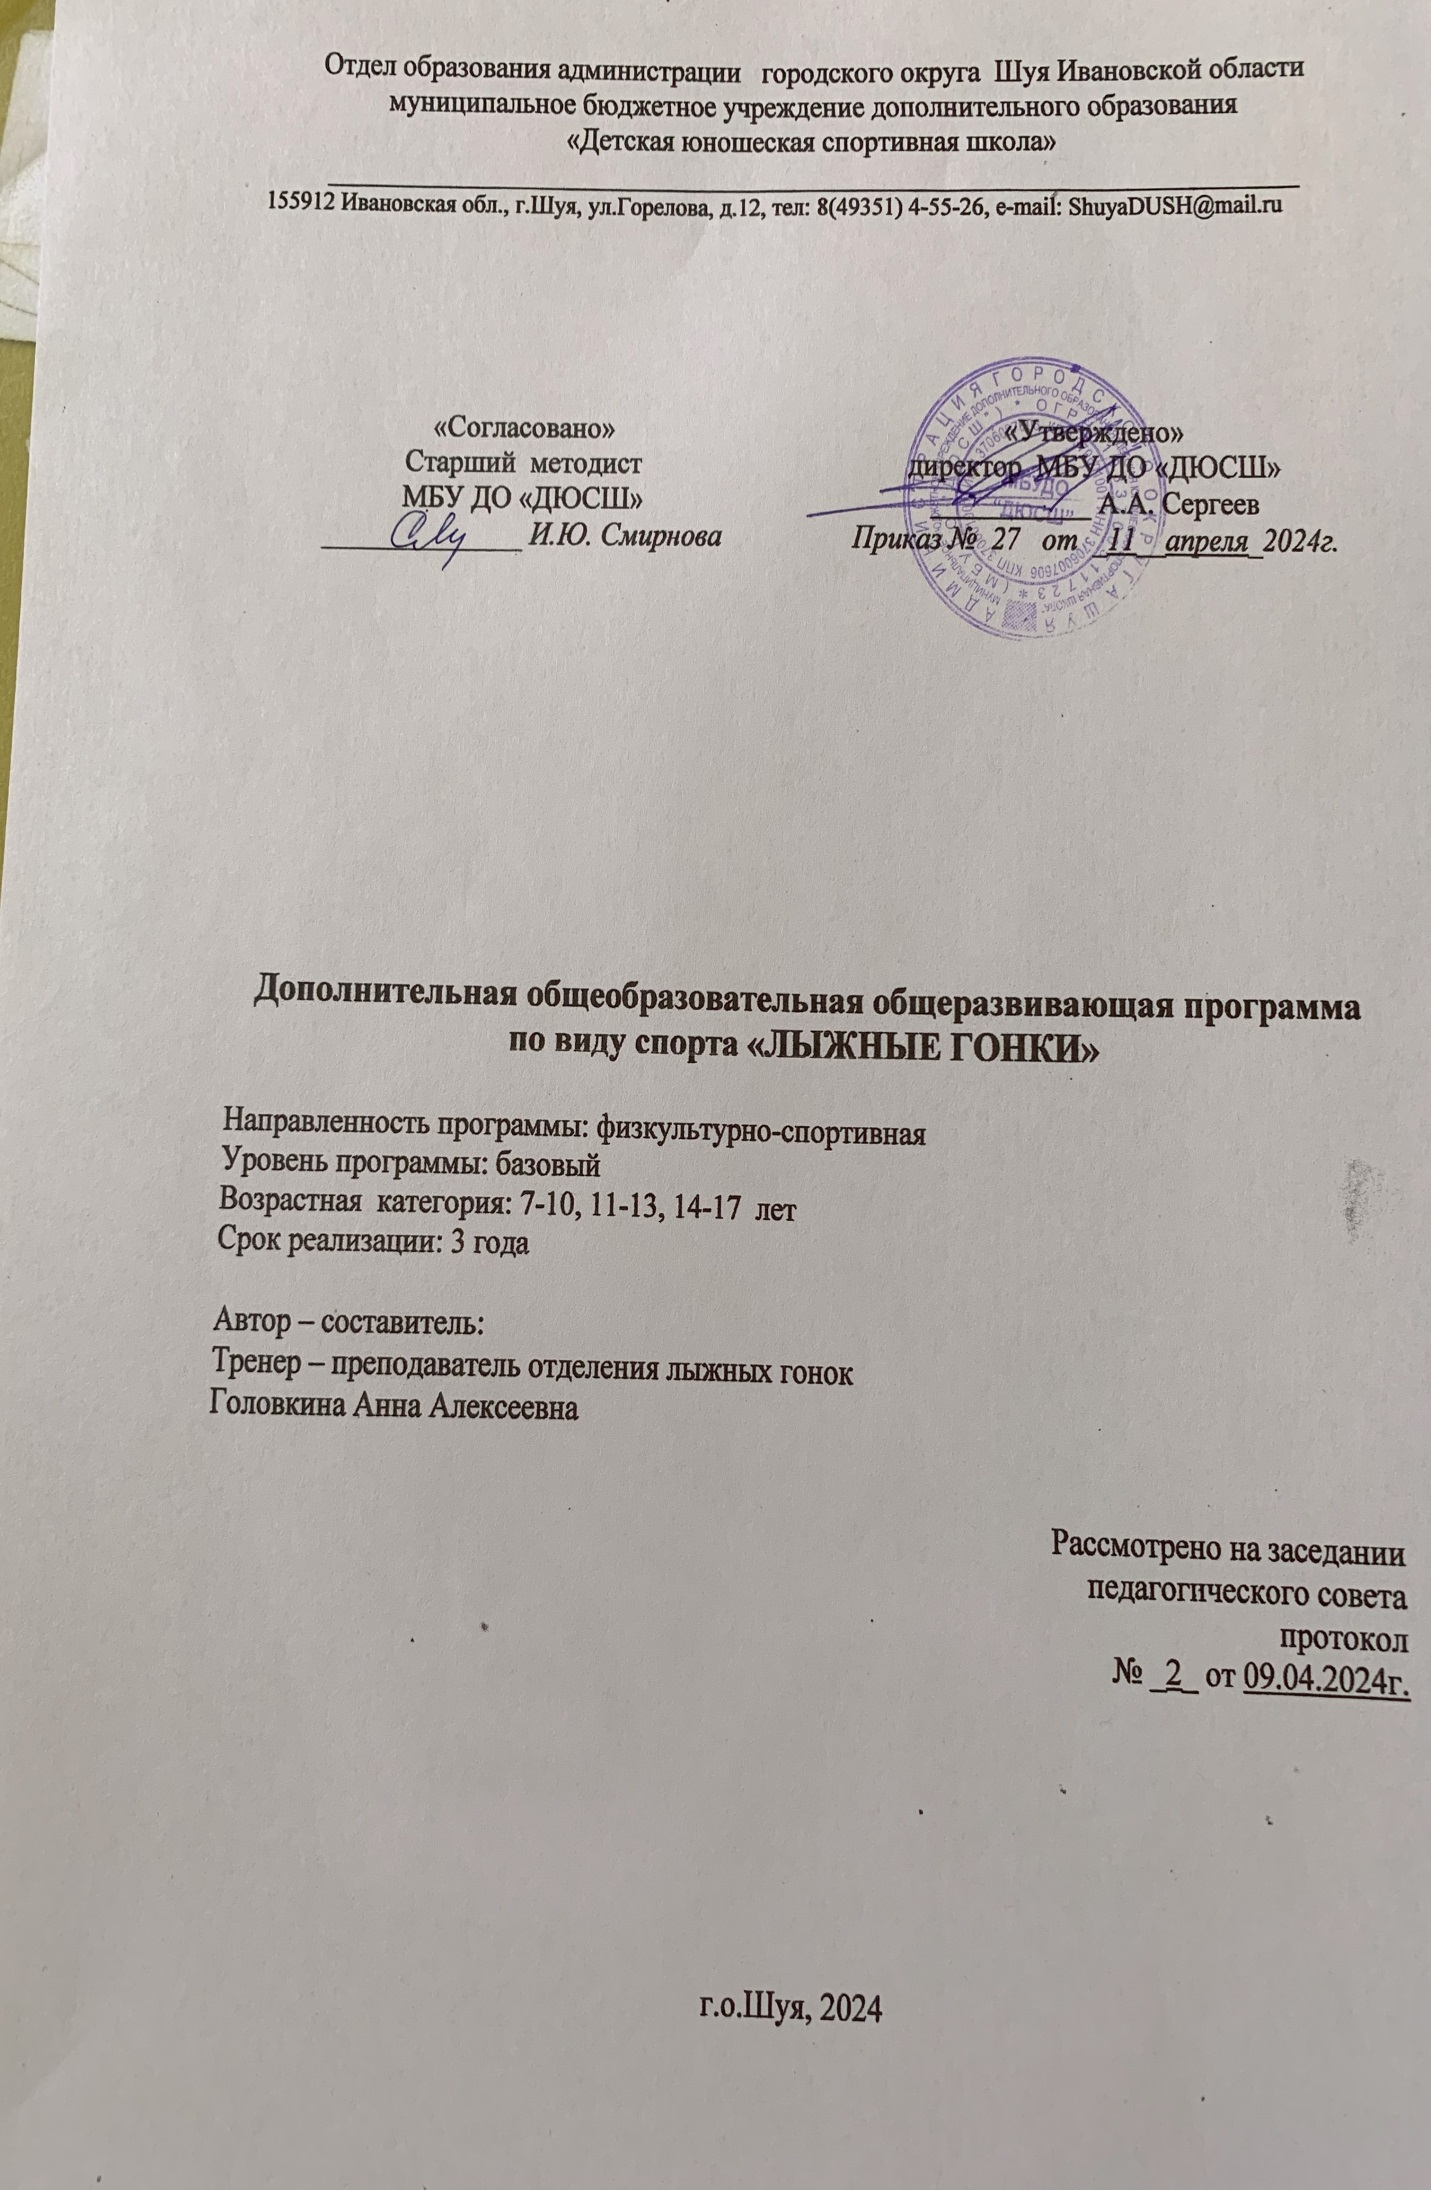 Отдел образования администрации городского округа Шуя Ивановской области
муниципальное бюджетное учреждение дополнительного образования
«Детская юношеская спортивная школа»
155912 Ивановская обл., г.Шуя, ул.Горелова, д.12, тел: 8(49351) 4-55-26, e-mail: ShuyaDUSH@mail.ru
«Согласовано»
Старший методист
МБУ ДО «ДЮСШ»
И.Ю. Смирнова
«Утверждено»
директор МБУ ДО «ДЮСШ»
А.А. Сергеев
Приказ № 27 от 11 апреля 2024г.
МБУДО
"ДЮСШ"
Дополнительная общеобразовательная общеразвивающая программа
по виду спорта «ЛЫЖНЫЕ ГОНКИ»
Направленность программы: физкультурно-спортивная
Уровень программы: базовый
Возрастная категория: 7-10, 11-13, 14-17 лет
Срок реализации: 3 года
Автор – составитель:
Тренер – преподаватель отделения лыжных гонок
Головкина Анна Алексеевна
Рассмотрено на заседании
педагогического совета
протокол
№ _2_ от 09.04.2024г.
г.о.Шуя, 2024